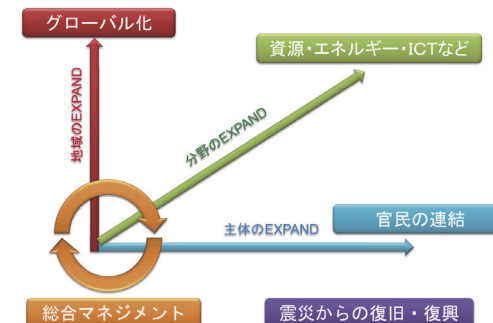 グローバル化
資源・エネルギー・ICTなど
地域のEXPAND
分野のEXPAND
主体のEXPAND
官民の連結
総合マネジメント
震災からの復旧・復興